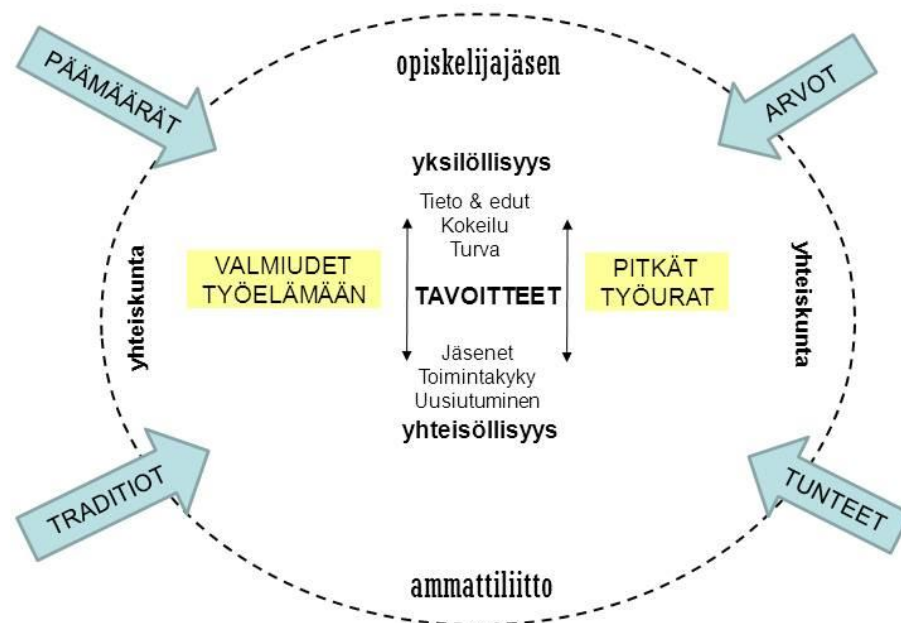 opiskelijajäsen
PÄÄMÄÄRÄT
ARVOT
yksilöllisyys
Tieto & edut
Kokeilu
Turva
yhteiskunta
VALMIUDET
TYÖELÄMÄÄN
TAVOITTEET
PITKÄT
TYÖURAT
yhteiskunta
Jäsenet
Toimintakyky
Uusiutuminen
yhteisöllisyys
TRADITIOT
TUNTEET
ammattiliitto